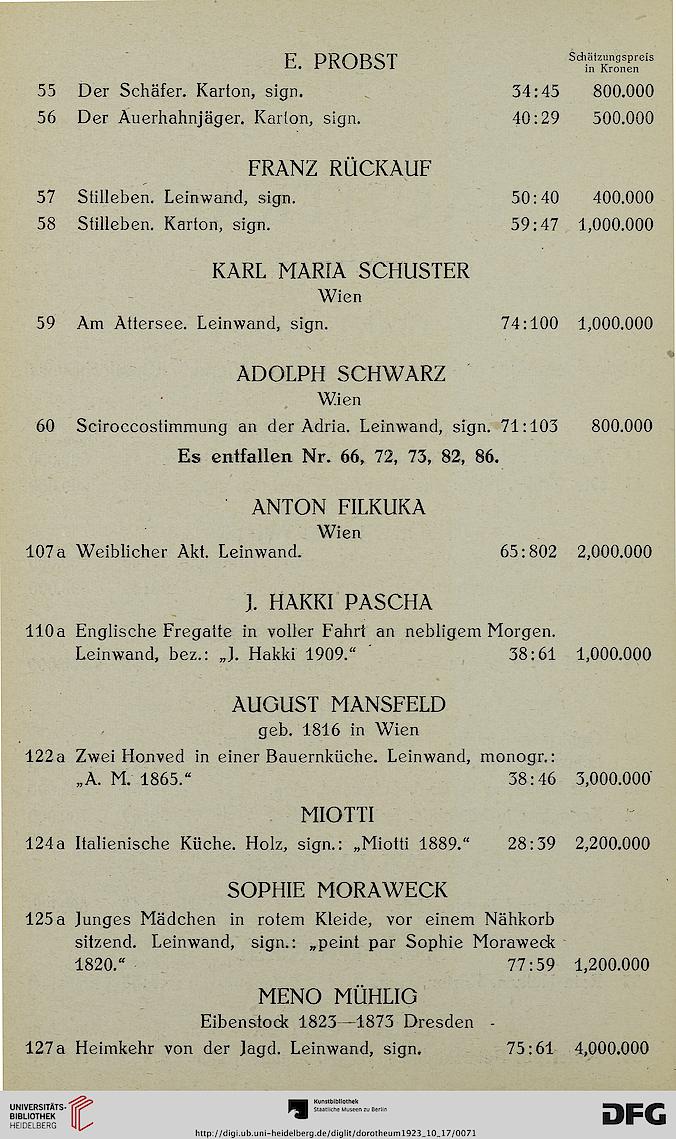 E. PROBST
Schätzungspreis
in Kronen
55 Der Schäfer. Karton, sign. 34:45 800.000
56 Der Auerhahnjäger. Karton, sign. 40:29 500.000
FRANZ RÜCKAUF
57 Stilleben. Leinwand, sign. 50:40 400.000
58 Stilleben. Karton, sign. 59:47 1,000.000
KARL MARIA SCHUSTER
Wien
59 Am Attersee. Leinwand, sign. 74:100 1,000.000
ADOLPH SCHWARZ
Wien
60 Sciroccostimmung an der Adria. Leinwand, sign. 71:103 800.000
Es entfallen Nr. 66, 72, 73, 82, 86.
ANTON FILKUKA
Wien
107a Weiblicher Akt. Leinwand. 65:802 2,000.000
J. HAKKI PASCHA
110a Englische Fregatte in voller Fahrt an nebligem Morgen.
Leinwand, bez.: „J. Hakki 1909.“ 38:61 1,000.000
AUGUST MANSFELD
geb. 1816 in Wien
122a Zwei Honved in einer Bauernküche. Leinwand, monogr.:
„A. M. 1865.“ 38:46 3,000.000
MIOTTI
124a Italienische Küche. Holz, sign.: „Miotti 1889.“ 28:39 2,200.000
SOPHIE MORAWECK
125a Junges Mädchen in rotem Kleide, vor einem Nähkorb
sitzend. Leinwand, sign.: „peint par Sophie Moraweck
1820.“ 77:59 1,200.000
MENO MÜHLIG
Eibenstock 1823—1873 Dresden
127a Heimkehr von der Jagd. Leinwand, sign. 75:61 4,000.000
UNIVERSITÄTS-
BIBLIOTHEK
HEIDELBERG
Kunstbibliothek
Staatliche Museen zu Berlin
DFG
http://digi.ub.uni-heidelberg.de/diglit/dorotheum1923_10_17/0071